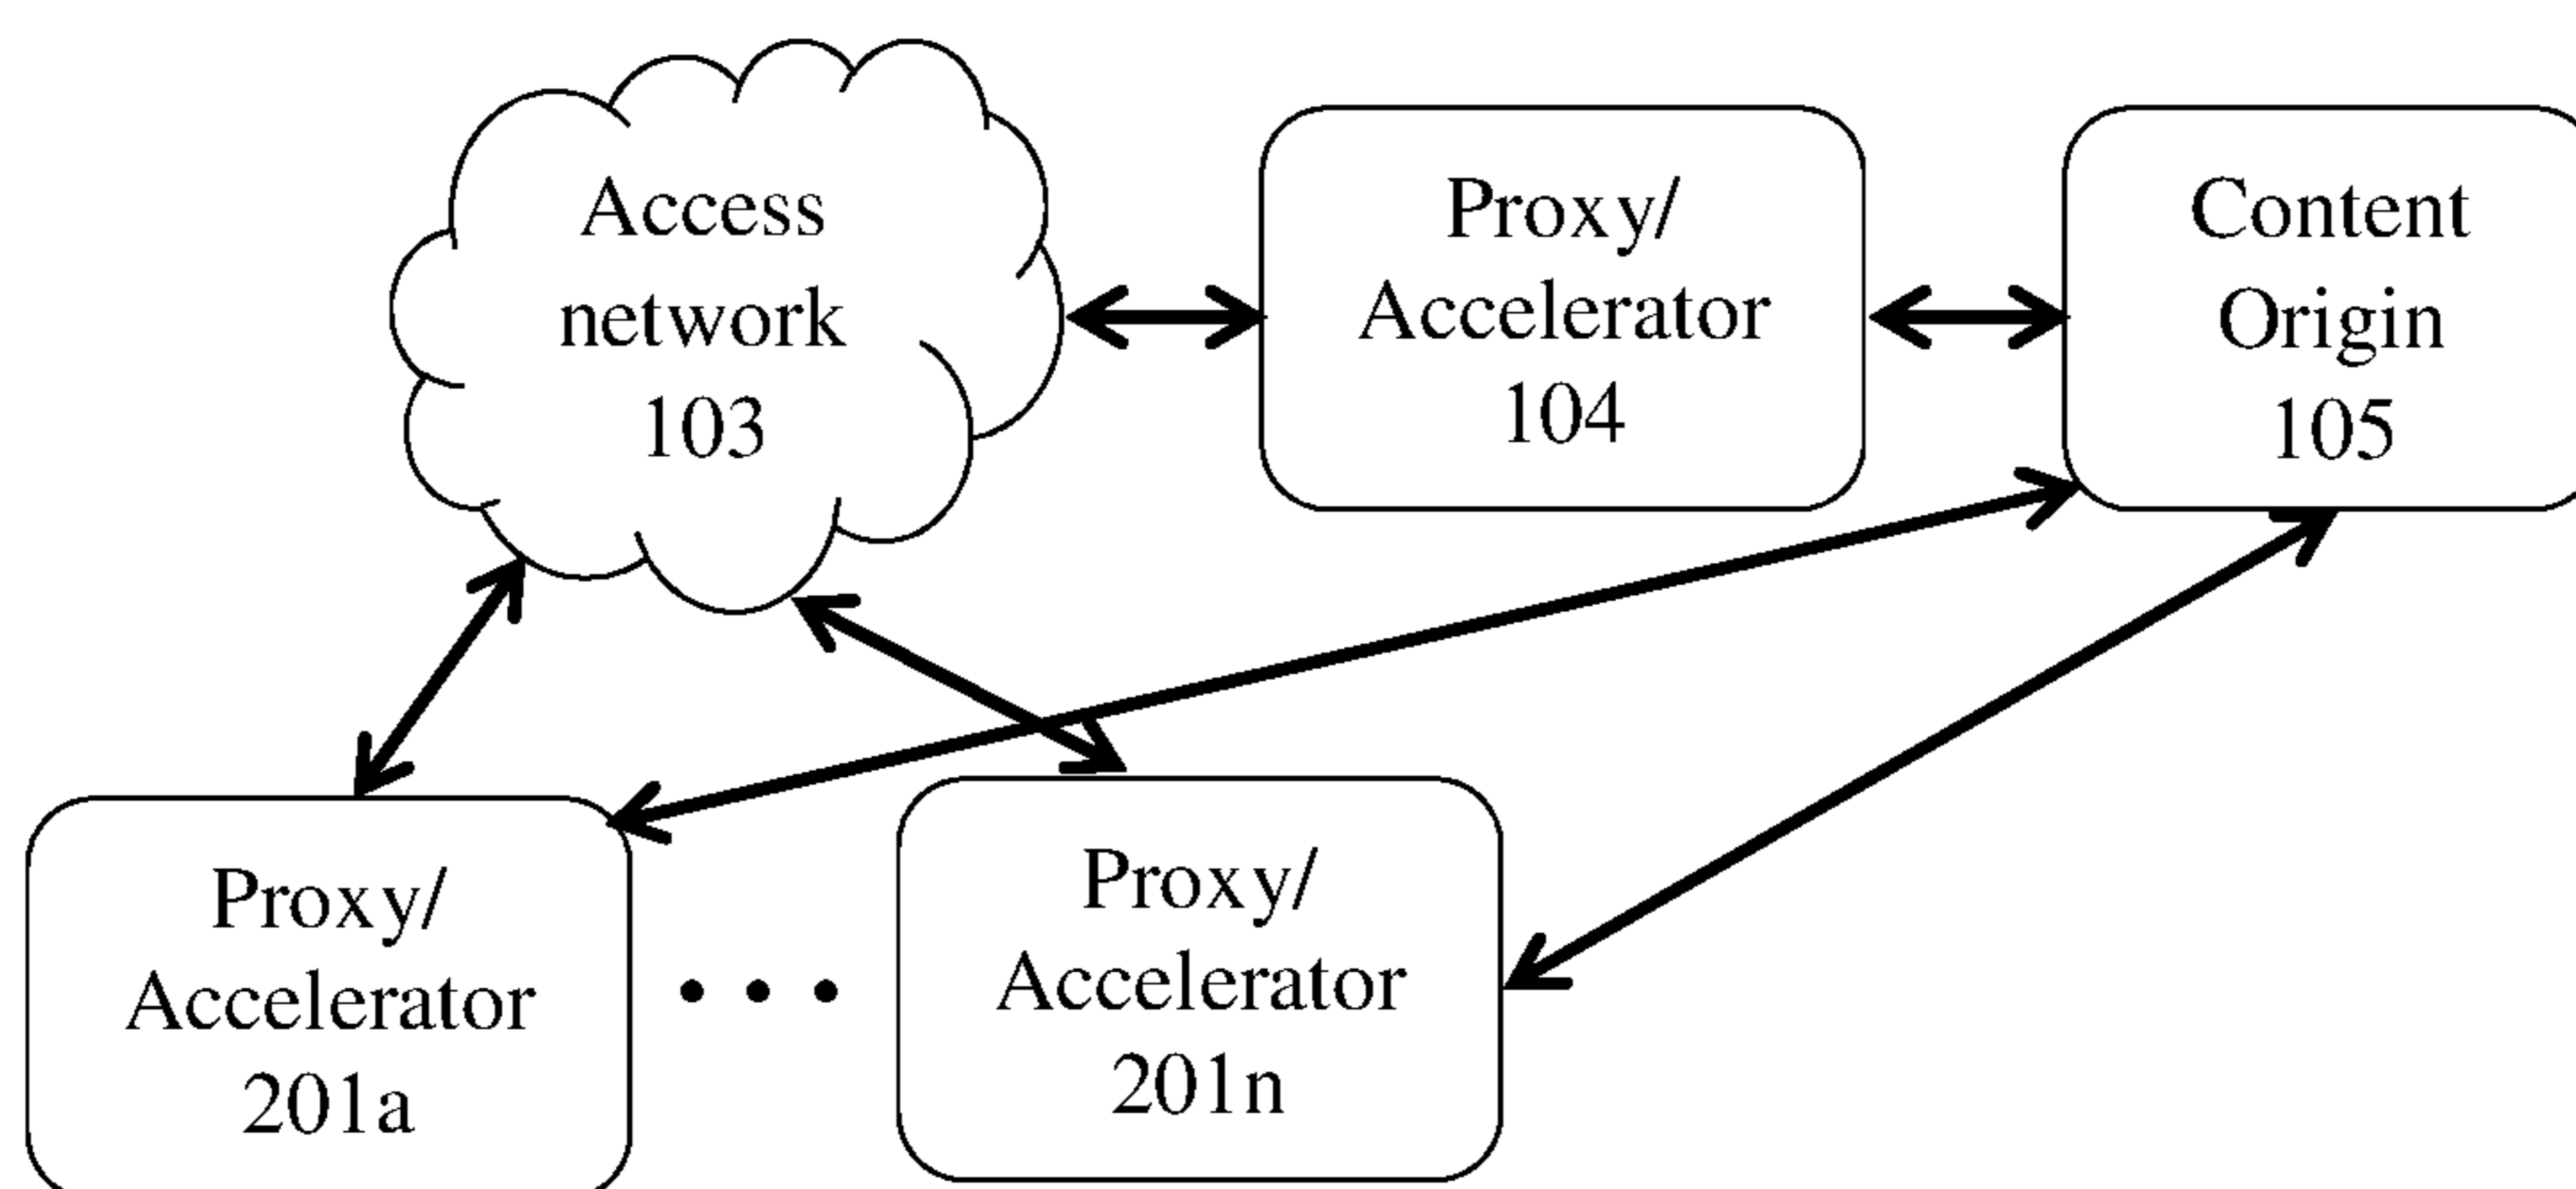 Access
network
103
Proxy/
Accelerator
104
Content
Origin
105
Proxy/
Accelerator
201a
Proxy/
Accelerator
201n